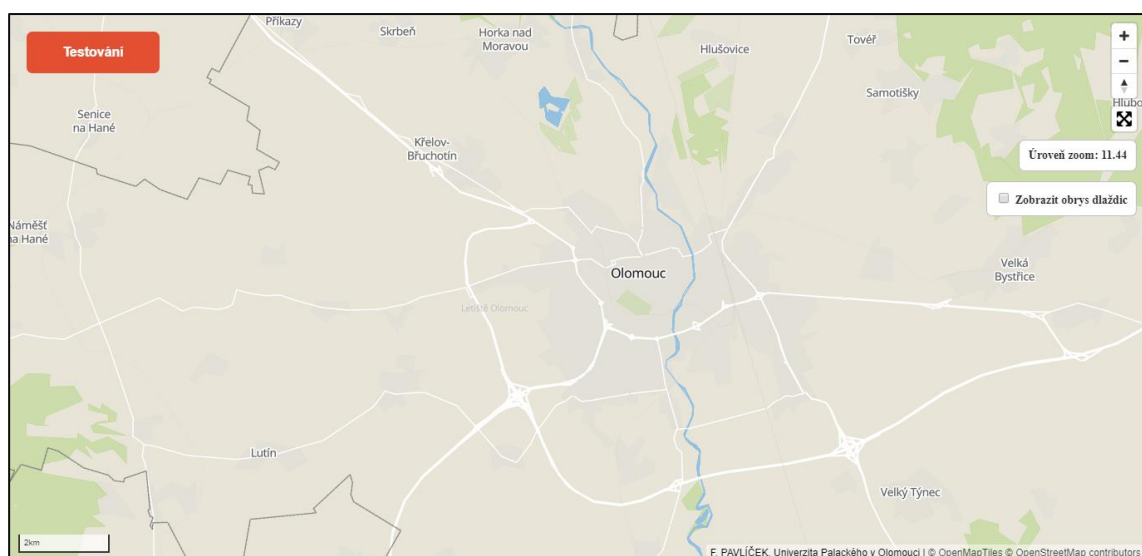 Příkazy
Skrbeň
Horka nad
Moravou
Tovéř
Hlušovice
Testování
+
−
Samotišky
Senice
na Hané
Křelov-
Břuchotín
Úroveň zoom: 11.44
Zobrazit obrys dlaždic
Náměšť
na Hané
Velká
Bystřice
Olomouc
Letiště Olomouc
Lutín
Velký Týnec
2km
F. PAVLÍČEK, Univerzita Palackého v Olomouci | © OpenMapTiles © OpenStreetMap contributors